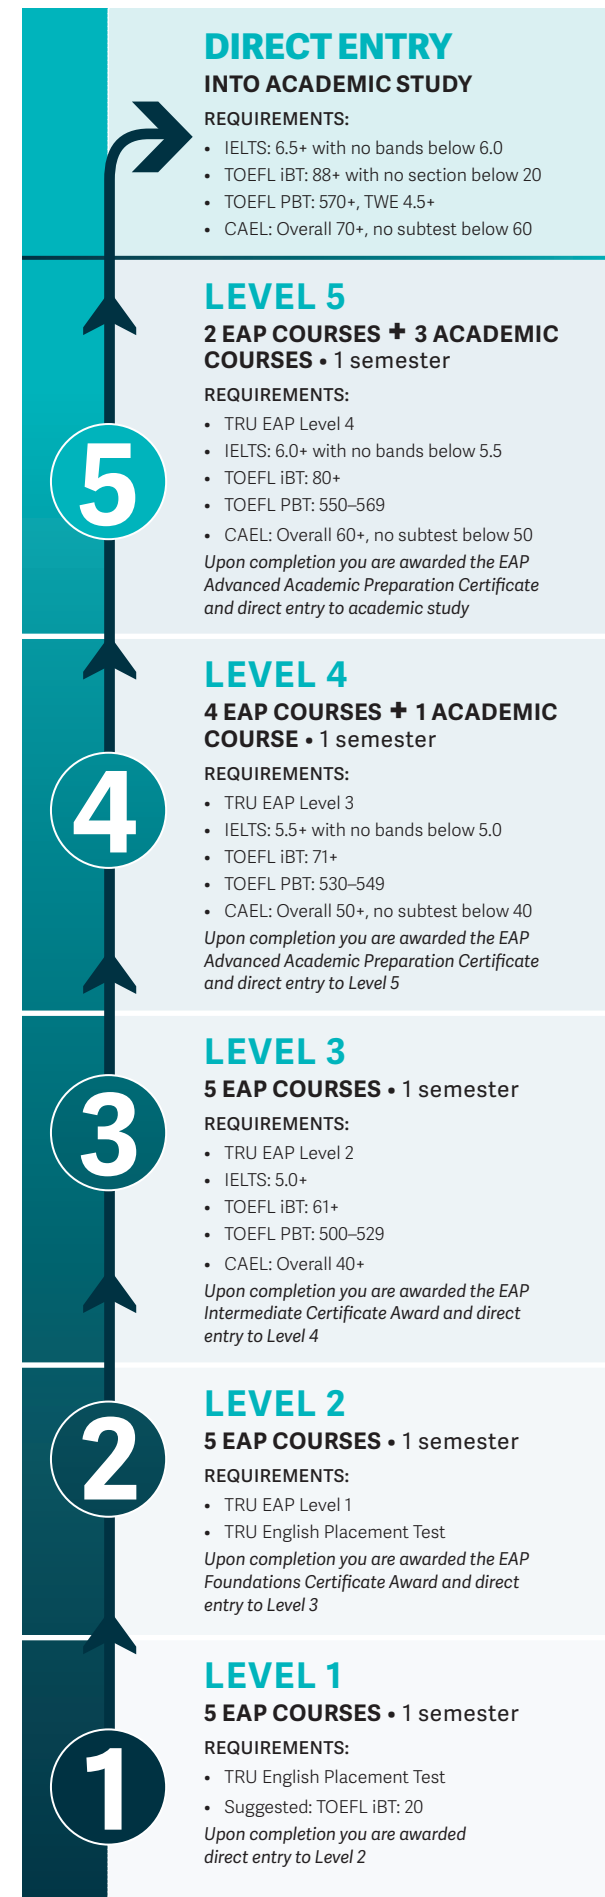 DIRECT ENTRY
INTO ACADEMIC STUDY
REQUIREMENTS:
• IELTS: 6.5+ with no bands below 6.0
• TOEFL iBT: 88+ with no section below 20
• TOEFL PBT: 570+, TWE 4.5+
• CAEL: Overall 70+, no subtest below 60
5
LEVEL 5
2 EAP COURSES + 3 ACADEMIC
COURSES • 1 semester
REQUIREMENTS:
• TRU EAP Level 4
• IELTS: 6.0+ with no bands below 5.5
• TOEFL iBT: 80+
• TOEFL PBT: 550–569
• CAEL: Overall 60+, no subtest below 50
Upon completion you are awarded the EAP
Advanced Academic Preparation Certificate
and direct entry to academic study
4
LEVEL 4
4 EAP COURSES + 1 ACADEMIC
COURSE • 1 semester
REQUIREMENTS:
• TRU EAP Level 3
• IELTS: 5.5+ with no bands below 5.0
• TOEFL iBT: 71+
• TOEFL PBT: 530–549
• CAEL: Overall 50+, no subtest below 40
Upon completion you are awarded the EAP
Advanced Academic Preparation Certificate
and direct entry to Level 5
3
LEVEL 3
5 EAP COURSES • 1 semester
REQUIREMENTS:
• TRU EAP Level 2
• IELTS: 5.0+
• TOEFL iBT: 61+
• TOEFL PBT: 500–529
• CAEL: Overall 40+
Upon completion you are awarded the EAP
Intermediate Certificate Award and direct
entry to Level 4
2
LEVEL 2
5 EAP COURSES • 1 semester
REQUIREMENTS:
• TRU EAP Level 1
• TRU English Placement Test
Upon completion you are awarded the EAP
Foundations Certificate Award and direct
entry to Level 3
1
LEVEL 1
5 EAP COURSES • 1 semester
REQUIREMENTS:
• TRU English Placement Test
• Suggested: TOEFL iBT: 20
Upon completion you are awarded
direct entry to Level 2